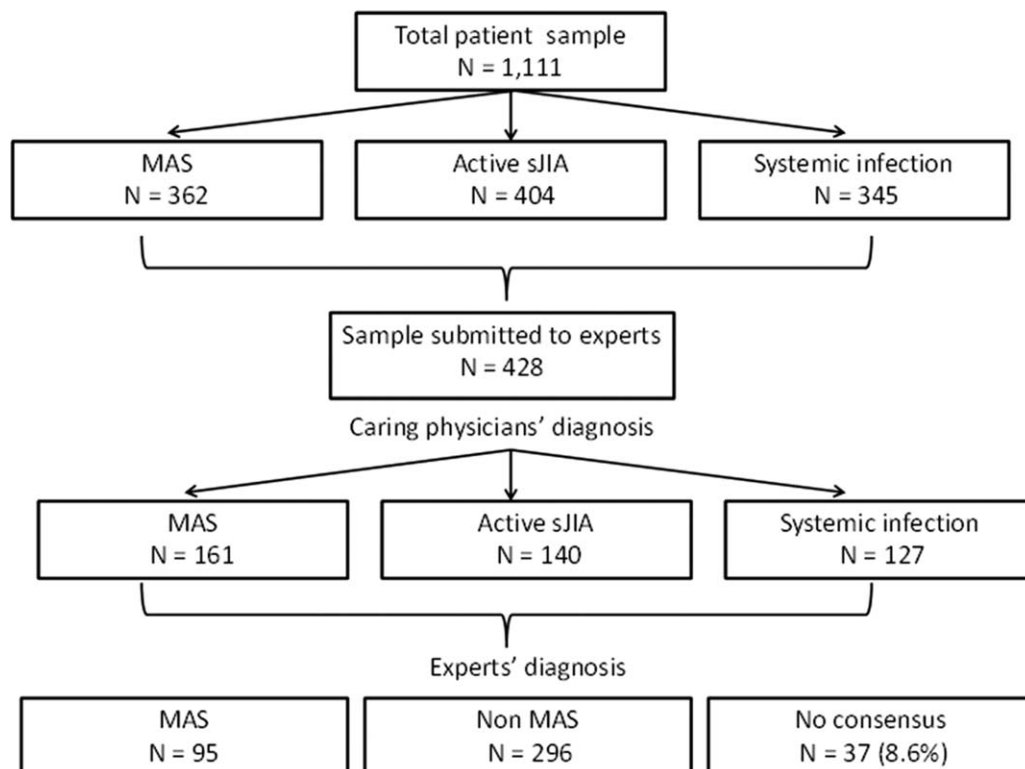 Total patient sample
N = 1,111
MAS
N = 362
Active sJIA
N = 404
Systemic infection
N = 345
Sample submitted to experts
N = 428
Caring physicians' diagnosis
MAS
N = 161
Active sJIA
N = 140
Systemic infection
N = 127
Experts' diagnosis
MAS
N = 95
Non MAS
N = 296
No consensus
N = 37 (8.6%)